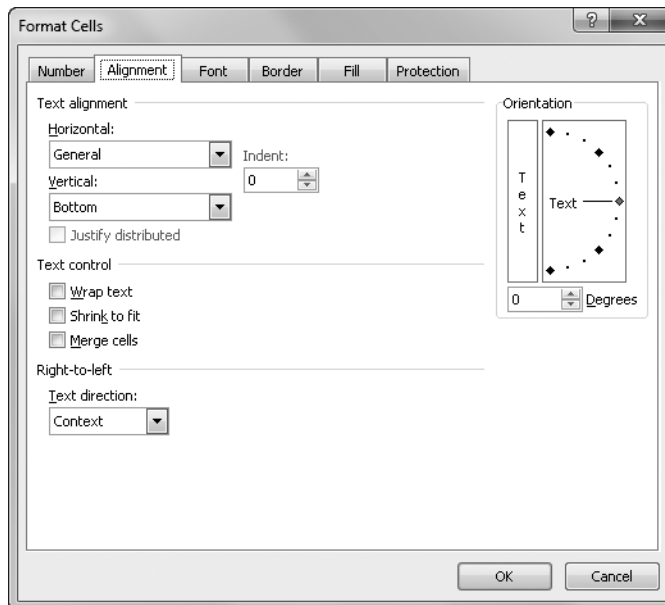 Format Cells
Number Alignment Font Border Fill Protection
Text alignment
Horizontal:
General
Indent:
0
Vertical:
Bottom
Justify distributed
Text control
Wrap text
Shrink to fit
Merge cells
Right-to-left
Text direction:
Context
Orientation
Text
Text
0 Degrees
OK Cancel